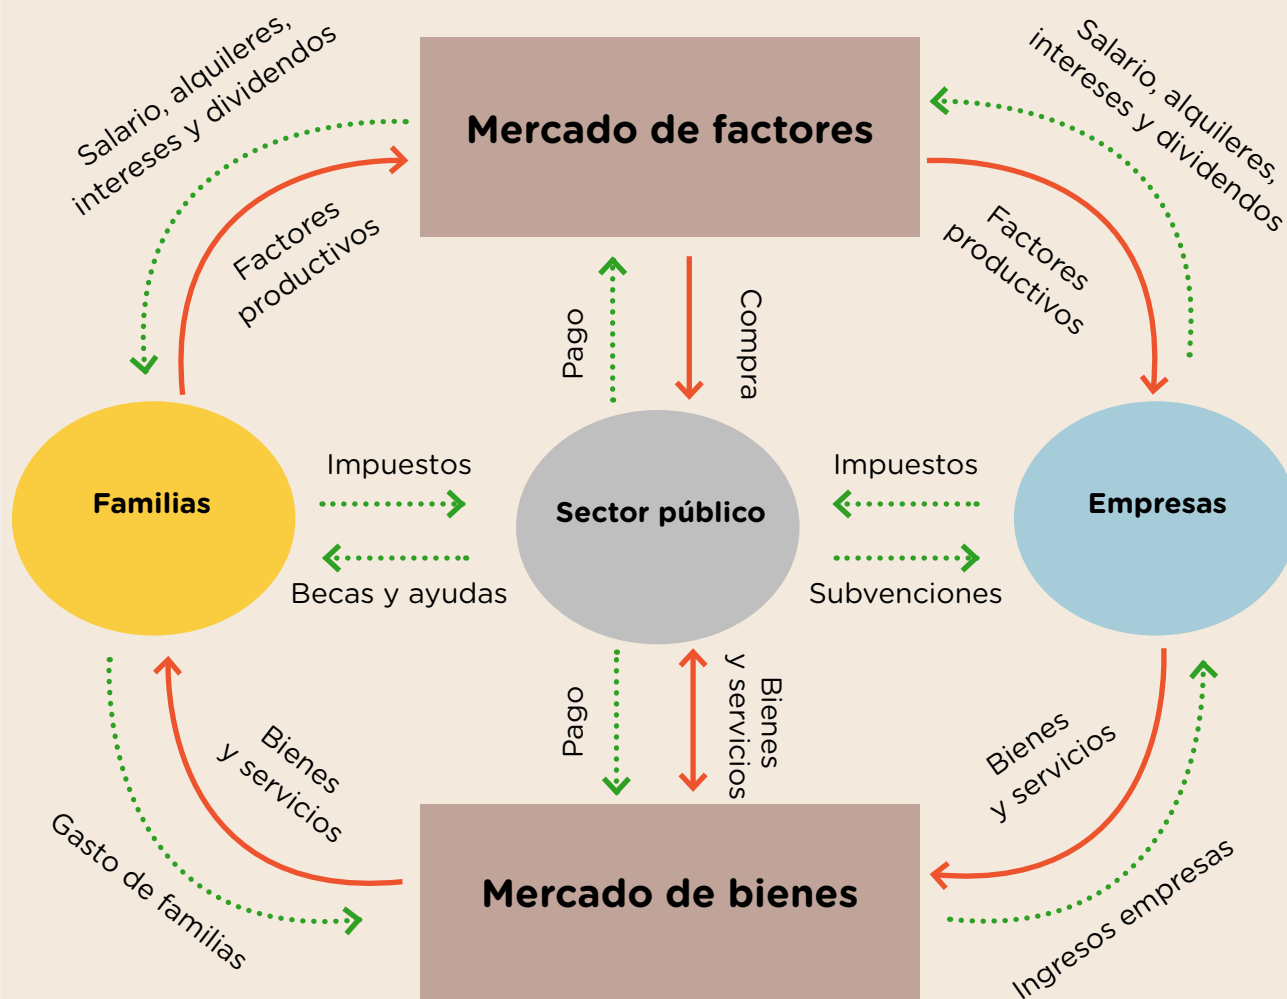 Salario, alquileres,
intereses y dividendos
Mercado de factores
Salario, alquileres,
intereses y dividendos
Factores
productivos
Factores
productivos
Pago
Compra
Familias
Impuestos
Becas y ayudas
Sector público
Impuestos
Subvenciones
Empresas
Bienes
y servicios
Gasto de familias
Pago
Bienes
y servicios
Bienes
y servicios
Mercado de bienes
Ingresos empresas